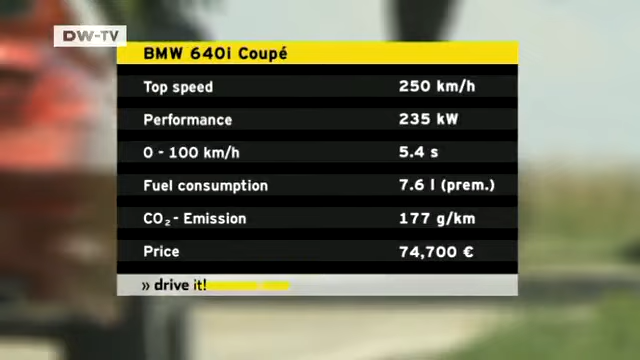 DW-TV
BMW 640i Coupé
Top speed 250 km/h
Performance 235 kW
0 - 100 km/h 5.4 s
Fuel consumption 7.6 l (prem.)
CO₂ - Emission 177 g/km
Price 74,700 €
» drive it!